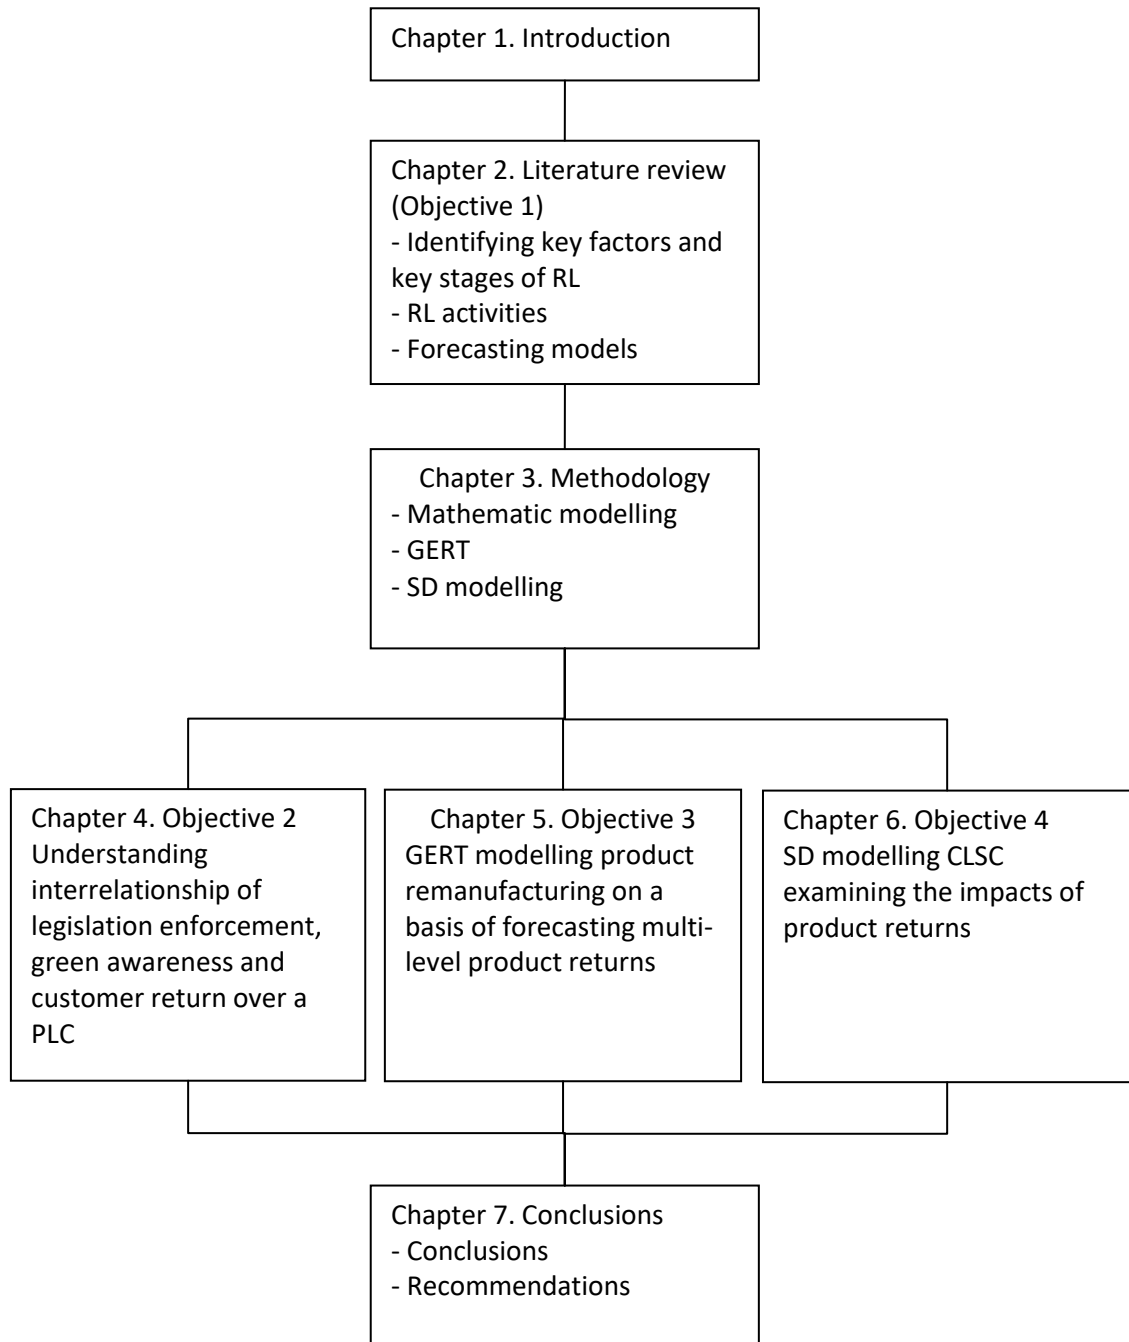 Chapter 1. Introduction
Chapter 2. Literature review
(Objective 1)
- Identifying key factors and
key stages of RL
- RL activities
- Forecasting models
Chapter 3. Methodology
- Mathematic modelling
- GERT
- SD modelling
Chapter 4. Objective 2
Understanding
interrelationship of
legislation enforcement,
green awareness and
customer return over a
PLC
Chapter 5. Objective 3
GERT modelling product
remanufacturing on a
basis of forecasting multi-
level product returns
Chapter 6. Objective 4
SD modelling CLSC
examining the impacts of
product returns
Chapter 7. Conclusions
- Conclusions
- Recommendations